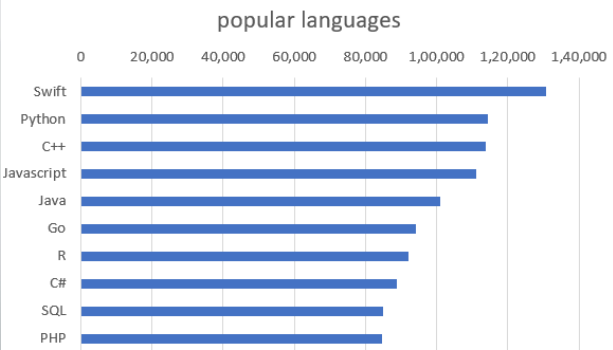 popular languages
0 20,000 40,000 60,000 80,000 1,00,000 1,20,000 1,40,000
Swift
Python
C++
Javascript
Java
Go
R
C#
SQL
PHP